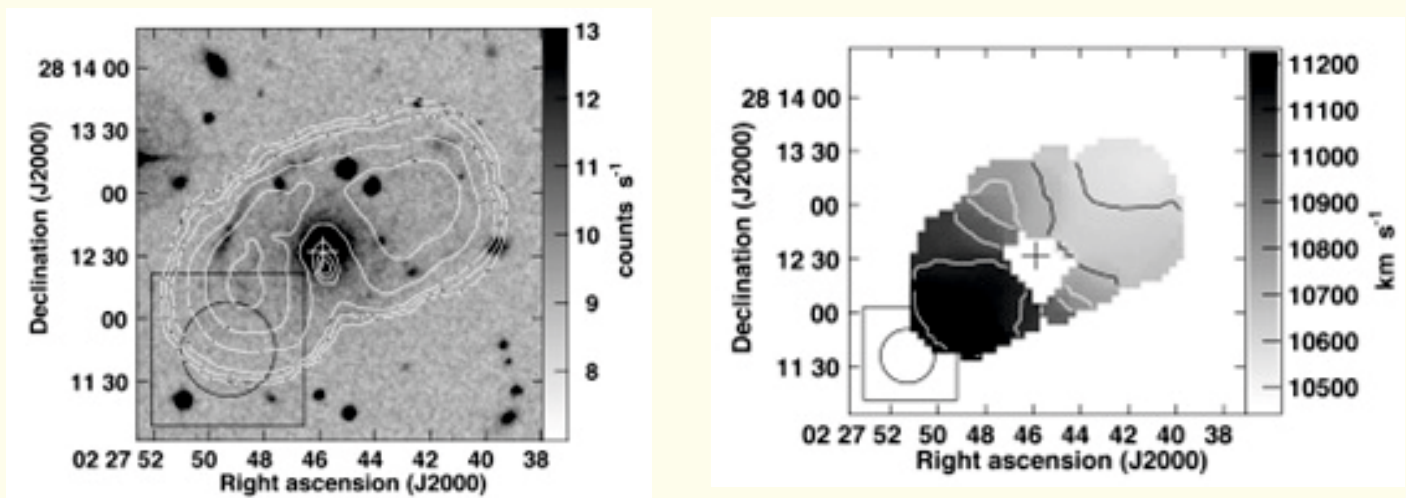 13
12
11
10
9
8
counts s-1
28 14 00
13 30
00
12 30
00
11 30
Declination (J2000)
02 27 52 50 48 46 44 42 40 38
Right ascension (J2000)
11200
11100
11000
10900
10800
10700
10600
10500
km s-1
28 14 00
13 30
00
12 30
00
11 30
Declination (J2000)
02 27 52 50 48 46 44 42 40 38
Right ascension (J2000)